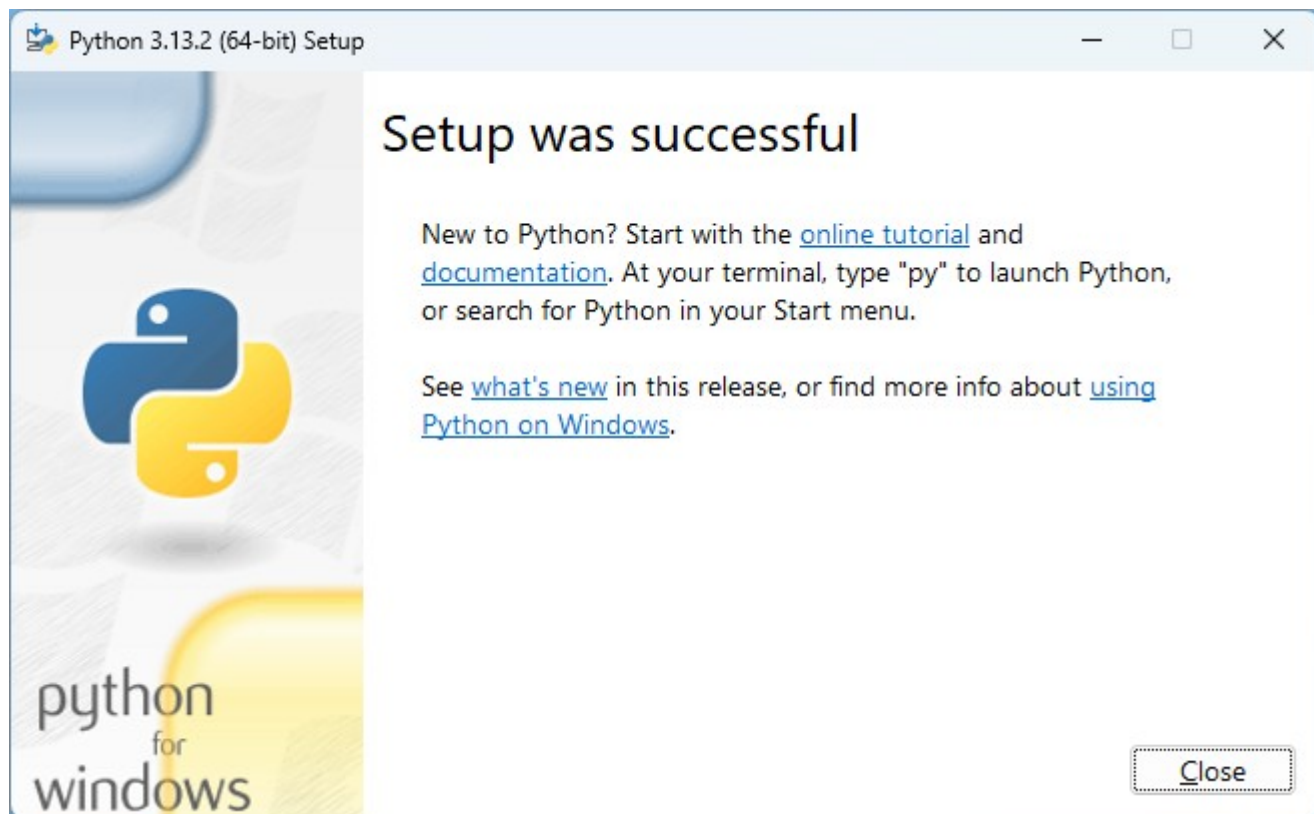 Python 3.13.2 (64-bit) Setup
Setup was successful
New to Python? Start with the online tutorial and
documentation. At your terminal, type "py" to launch Python,
or search for Python in your Start menu.
See what's new in this release, or find more info about using
Python on Windows.
python
for
windows
Close